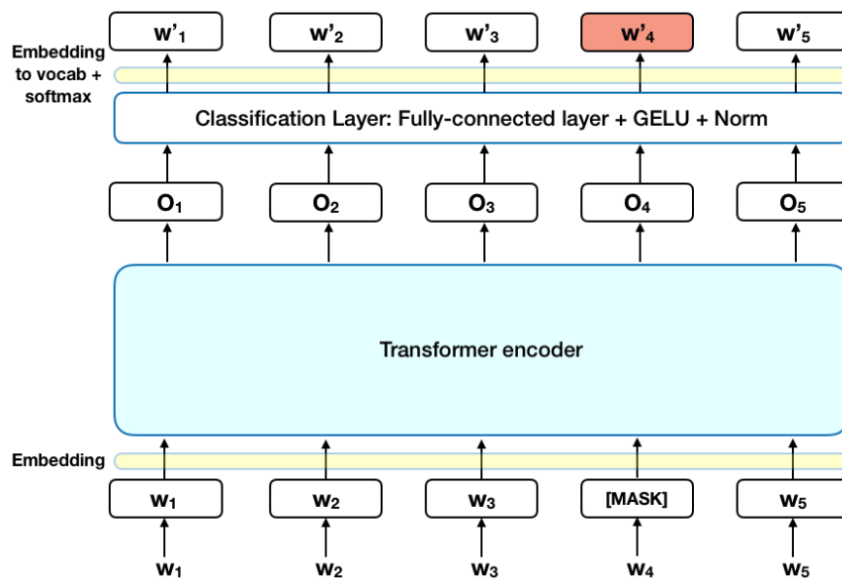 w'₁ w'₂ w'₃ w'₄ w'₅
Embedding
to vocab +
softmax
Classification Layer: Fully-connected layer + GELU + Norm
O₁ O₂ O₃ O₄ O₅
Transformer encoder
Embedding
w₁ w₂ w₃ [MASK] w₅
w₁ w₂ w₃ w₄ w₅